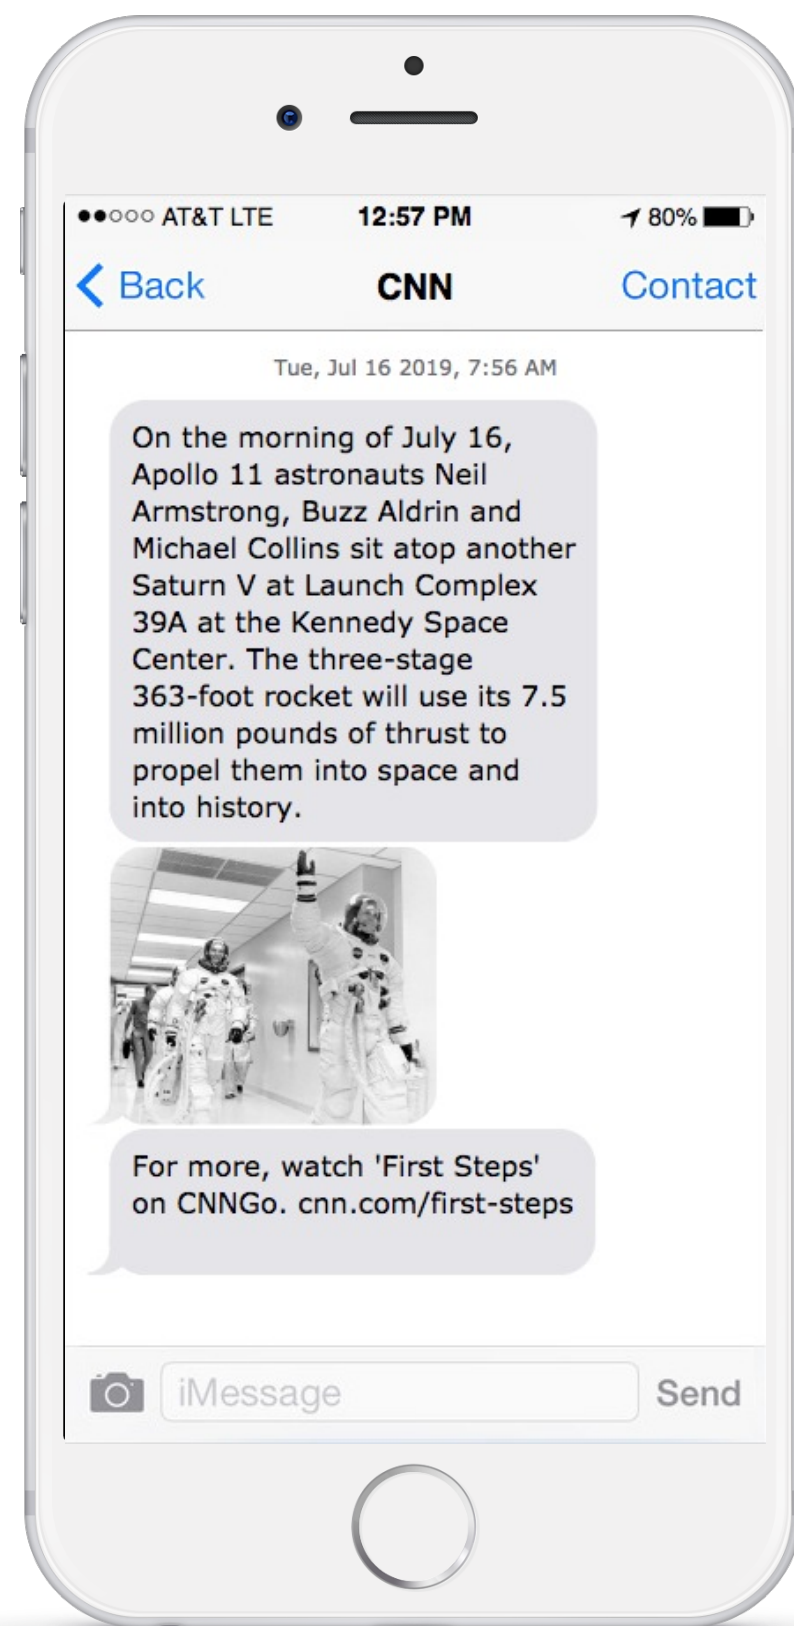 ●●○○○ AT&T LTE 12:57 PM 80%
Back CNN Contact
Tue, Jul 16 2019, 7:56 AM
On the morning of July 16,
Apollo 11 astronauts Neil
Armstrong, Buzz Aldrin and
Michael Collins sit atop another
Saturn V at Launch Complex
39A at the Kennedy Space
Center. The three-stage
363-foot rocket will use its 7.5
million pounds of thrust to
propel them into space and
into history.
For more, watch 'First Steps'
on CNNGo. cnn.com/first-steps
iMessage Send